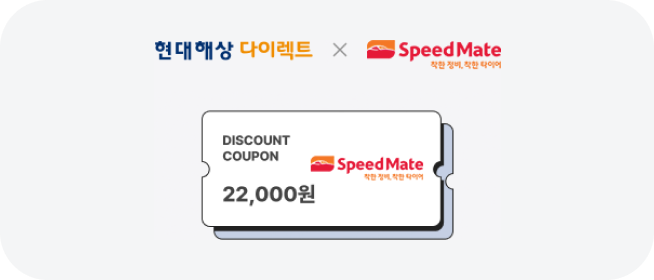 현대해상 다이렉트 × SpeedMate
착한 정비, 착한 타이어
DISCOUNT
COUPON
SpeedMate
착한 정비, 착한 타이어
22,000원